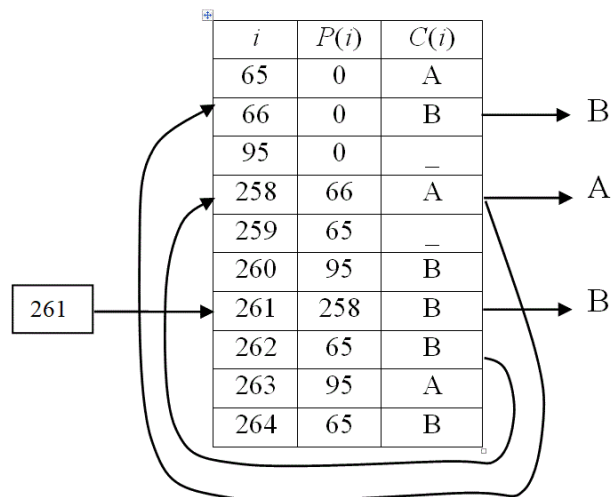 i P(i) C(i)
65 0 A
66 0 B B
95 0 _
258 66 A A
259 65 _
260 95 B
261 261 258 B B
262 65 B
263 95 A
264 65 B